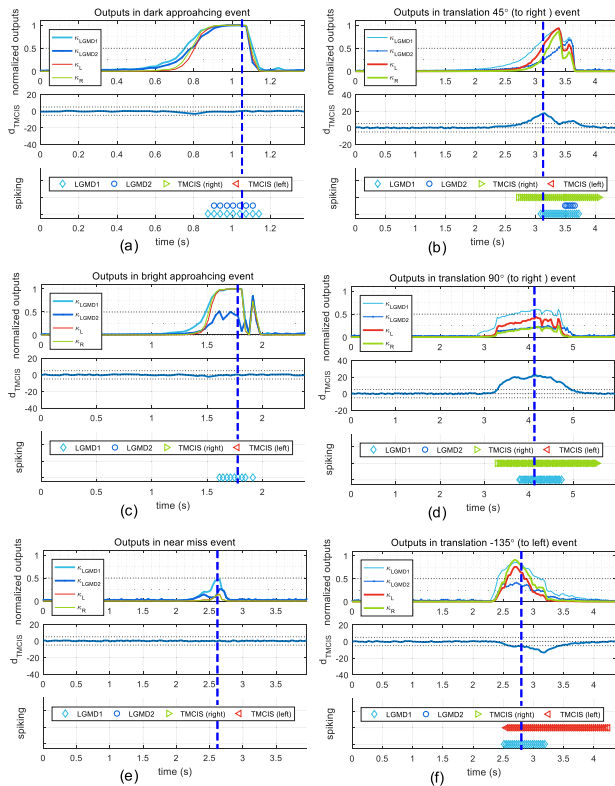 Outputs in dark approahcing event
normalized outputs
1
0.5
0
κLGMD1
κLGMD2
κL
κR
dTMCIS
20
0
-20
-40
0 0.2 0.4 0.6 0.8 1.0 1.2
spiking
LGMD1 LGMD2 TMCIS (right) TMCIS (left)
0 0.2 0.4 0.6 0.8 1.0 1.2
(a)
time (s)
Outputs in translation 45° (to right ) event
normalized outputs
1
0.5
0
κLGMD1
κLGMD2
κL
κR
dTMCIS
40
20
0
-20
0 0.5 1 1.5 2 2.5 3 3.5 4
spiking
LGMD1 LGMD2 TMCIS (right) TMCIS (left)
0 0.5 1 1.5 2 2.5 3 3.5 4
time (s)
(b)
Outputs in bright approahcing event
normalized outputs
1
0.5
0
κLGMD1
κLGMD2
κL
κR
0 0.5 1 1.5 2
dTMCIS
20
0
-20
-40
0 0.5 1 1.5 2
spiking
LGMD1 LGMD2 TMCIS (right) TMCIS (left)
0 0.5 1 1.5 2
(c)
time (s)
Outputs in translation 90° (to right ) event
normalized outputs
1
0.5
0
κLGMD1
κLGMD2
κL
κR
0 1 2 3 4 5
dTMCIS
40
20
0
-20
0 1 2 3 4 5
spiking
LGMD1 LGMD2 TMCIS (right) TMCIS (left)
0 1 2 3 4 5
time (s)
(d)
Outputs in near miss event
normalized outputs
1
0.5
0
κLGMD1
κLGMD2
κL
κR
0 0.5 1 1.5 2 2.5 3 3.5
dTMCIS
20
0
-20
-40
0 0.5 1 1.5 2 2.5 3 3.5
spiking
LGMD1 LGMD2 TMCIS (right) TMCIS (left)
0 0.5 1 1.5 2 2.5 3 3.5
(e)
time (s)
Outputs in translation -135° (to left) event
normalized outputs
1
0.5
0
κLGMD1
κLGMD2
κL
κR
0 0.5 1 1.5 2 2.5 3 3.5 4
dTMCIS
20
0
-20
-40
0 0.5 1 1.5 2 2.5 3 3.5 4
spiking
LGMD1 LGMD2 TMCIS (right) TMCIS (left)
0 0.5 1 1.5 2 2.5 3 3.5 4
(f)
time (s)